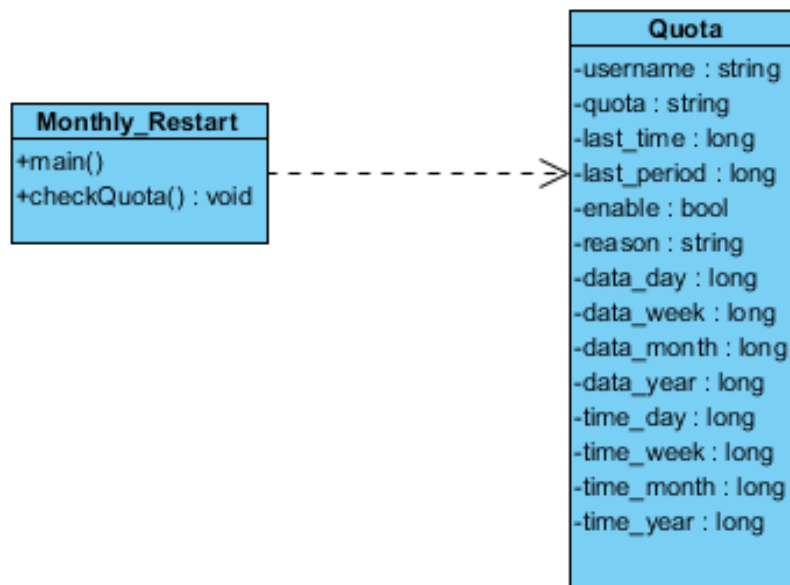 Monthly_Restart
+main()
+checkQuota() : void
Quota
-username : string
-quota : string
-last_time : long
-last_period : long
-enable : bool
-reason : string
-data_day : long
-data_week : long
-data_month : long
-data_year : long
-time_day : long
-time_week : long
-time_month : long
-time_year : long